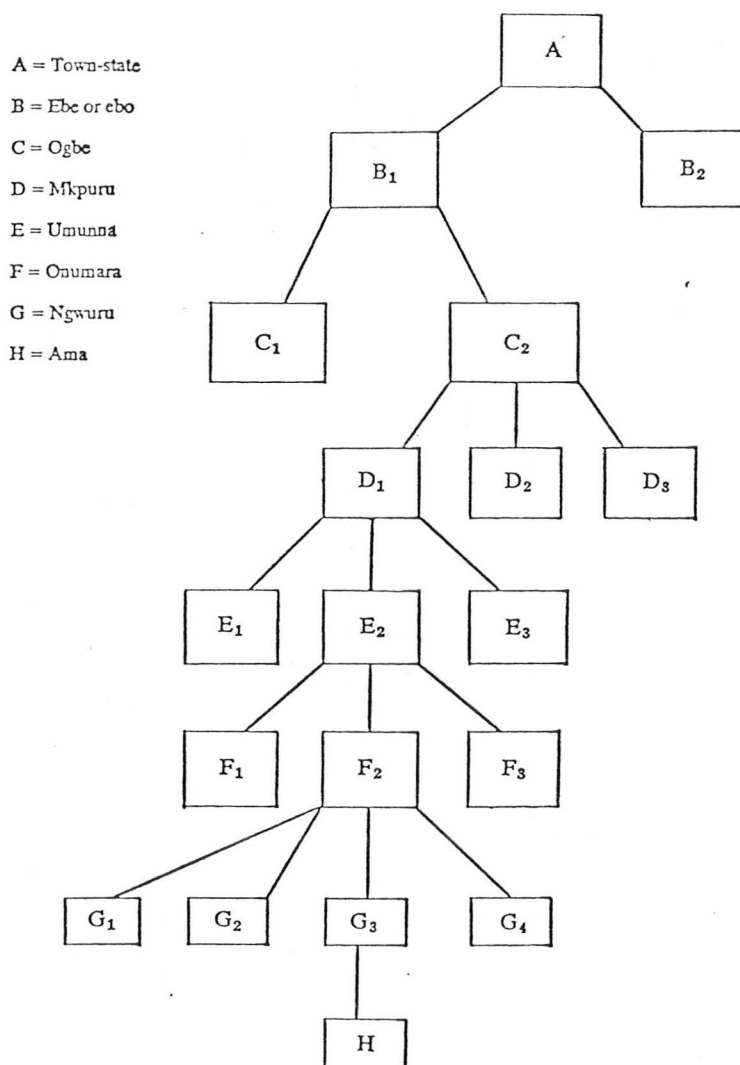 A = Town-state
B = Ebe or ebo
C = Ogbe
D = Mkpuru
E = Umunna
F = Onumara
G = Ngwuru
H = Ama
A
B₁ B₂
C₁ C₂
D₁ D₂ D₃
E₁ E₂ E₃
F₁ F₂ F₃
G₁ G₂ G₃ G₄
H